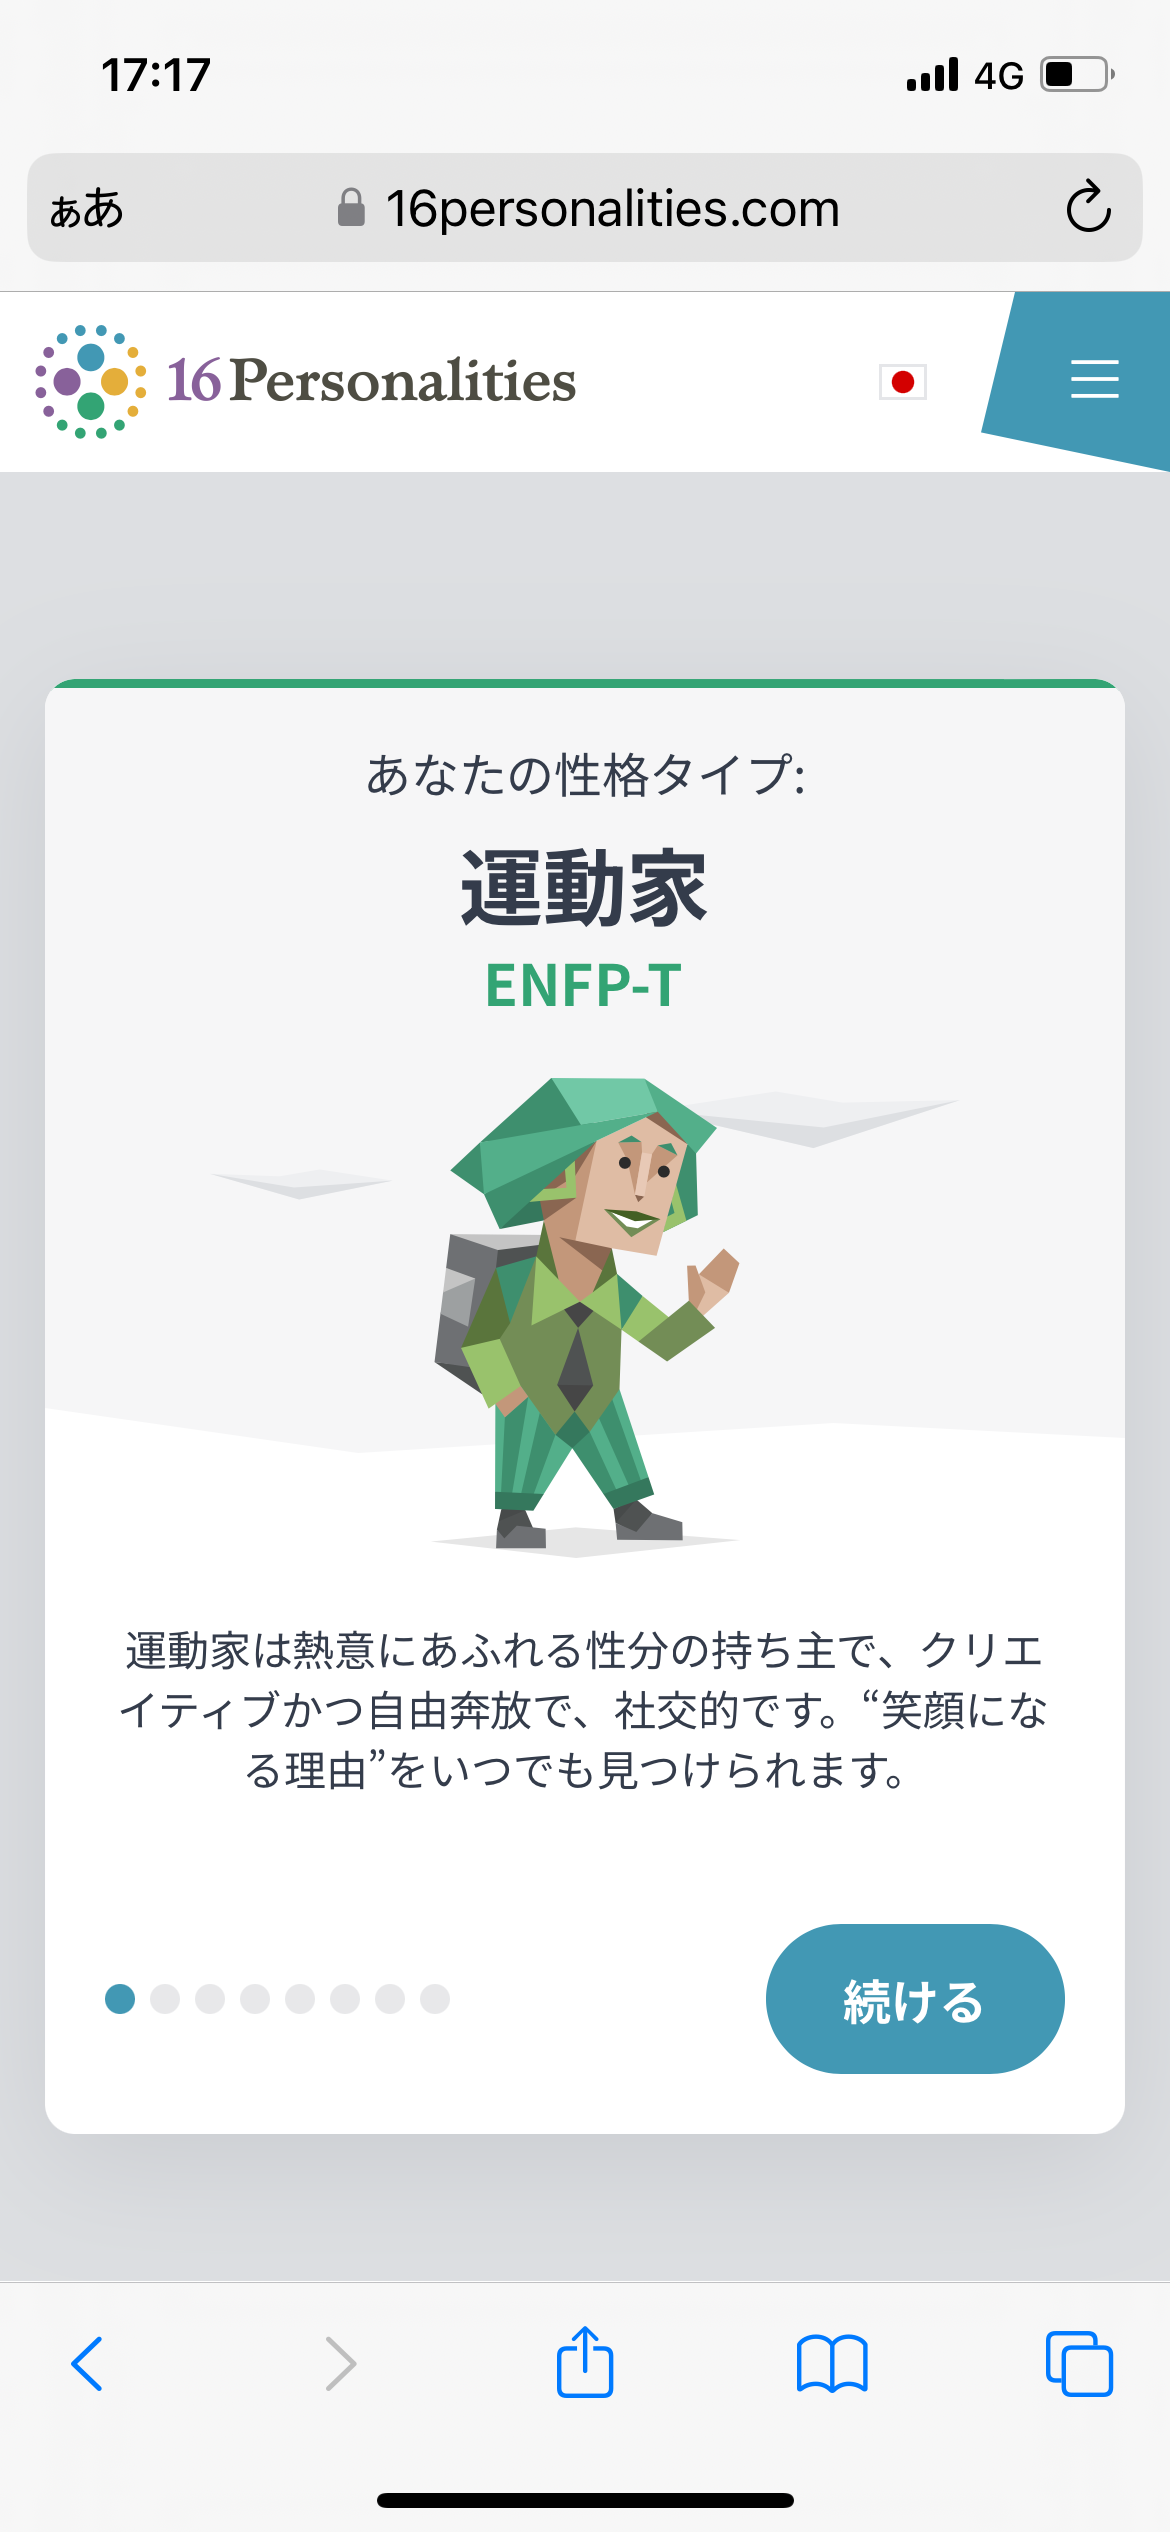 17:17
4G
ぁあ
16personalities.com
16Personalities
あなたの性格タイプ:
運動家
ENFP-T
運動家は熱意にあふれる性分の持ち主で、クリエ
イティブかつ自由奔放で、社交的です。“笑顔にな
る理由”をいつでも見つけられます。
続ける